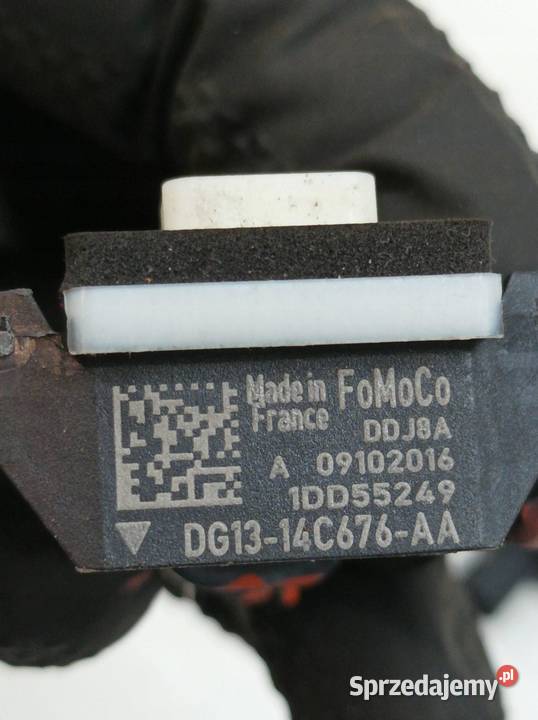 Made in France FoMoCo
DDJ8A
A 09102016
1DD55249
DG13-14C676-AA
Sprzedajemy.pl